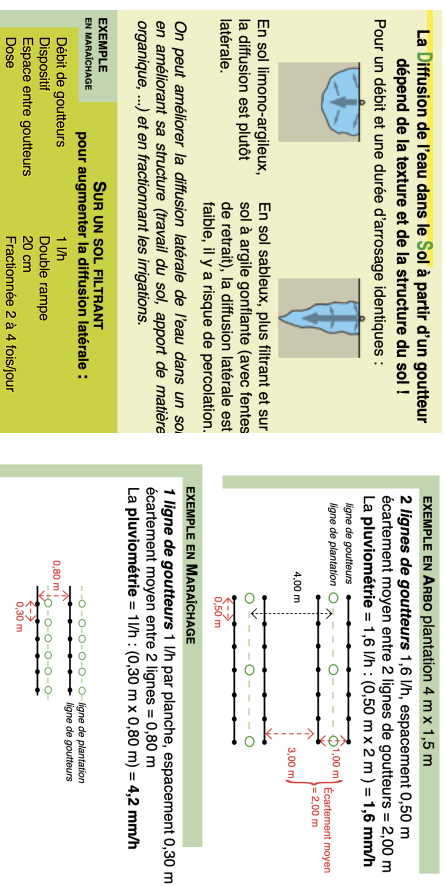 La Diffusion de l'eau dans le Sol à partir d'un goutteur
dépend de la texture et de la structure du sol !
Pour un débit et une durée d'arrosage identiques :
En sol limono-argileux,
la diffusion est plutôt
latérale.
En sol sableux, plus filtrant et sur
sol à argile gonflante (avec fentes
de retrait), la diffusion latérale est
faible, il y a risque de percolation.
On peut améliorer la diffusion latérale de l'eau dans un sol
en améliorant sa structure (travail du sol, apport de matière
organique, ...) et en fractionnant les irrigations.
EXEMPLE
EN MARAÎCHAGE
SUR UN SOL FILTRANT
pour augmenter la diffusion latérale :
Débit de goutteurs 1 l/h
Dispositif Double rampe
Espace entre goutteurs 20 cm
Dose Fractionnée 2 à 4 fois/jour
EXEMPLE EN ARBO plantation 4 m x 1,5 m
2 lignes de goutteurs 1,6 l/h, espacement 0,50 m
écartement moyen entre 2 lignes de goutteurs = 2,00 m
La pluviométrie = 1,6 l/h : (0,50 m x 2 m ) = 1,6 mm/h
ligne de goutteurs
ligne de plantation
1,00 m
Écartement moyen
= 2,00 m
4,00 m
3,00 m
0,50 m
EXEMPLE EN MARAÎCHAGE
1 ligne de goutteurs 1 l/h par planche, espacement 0,30 m
écartement moyen entre 2 lignes = 0,80 m
La pluviométrie = 1l/h : (0,30 m x 0,80 m) = 4,2 mm/h
ligne de plantation
ligne de goutteurs
0,80 m
0,30 m